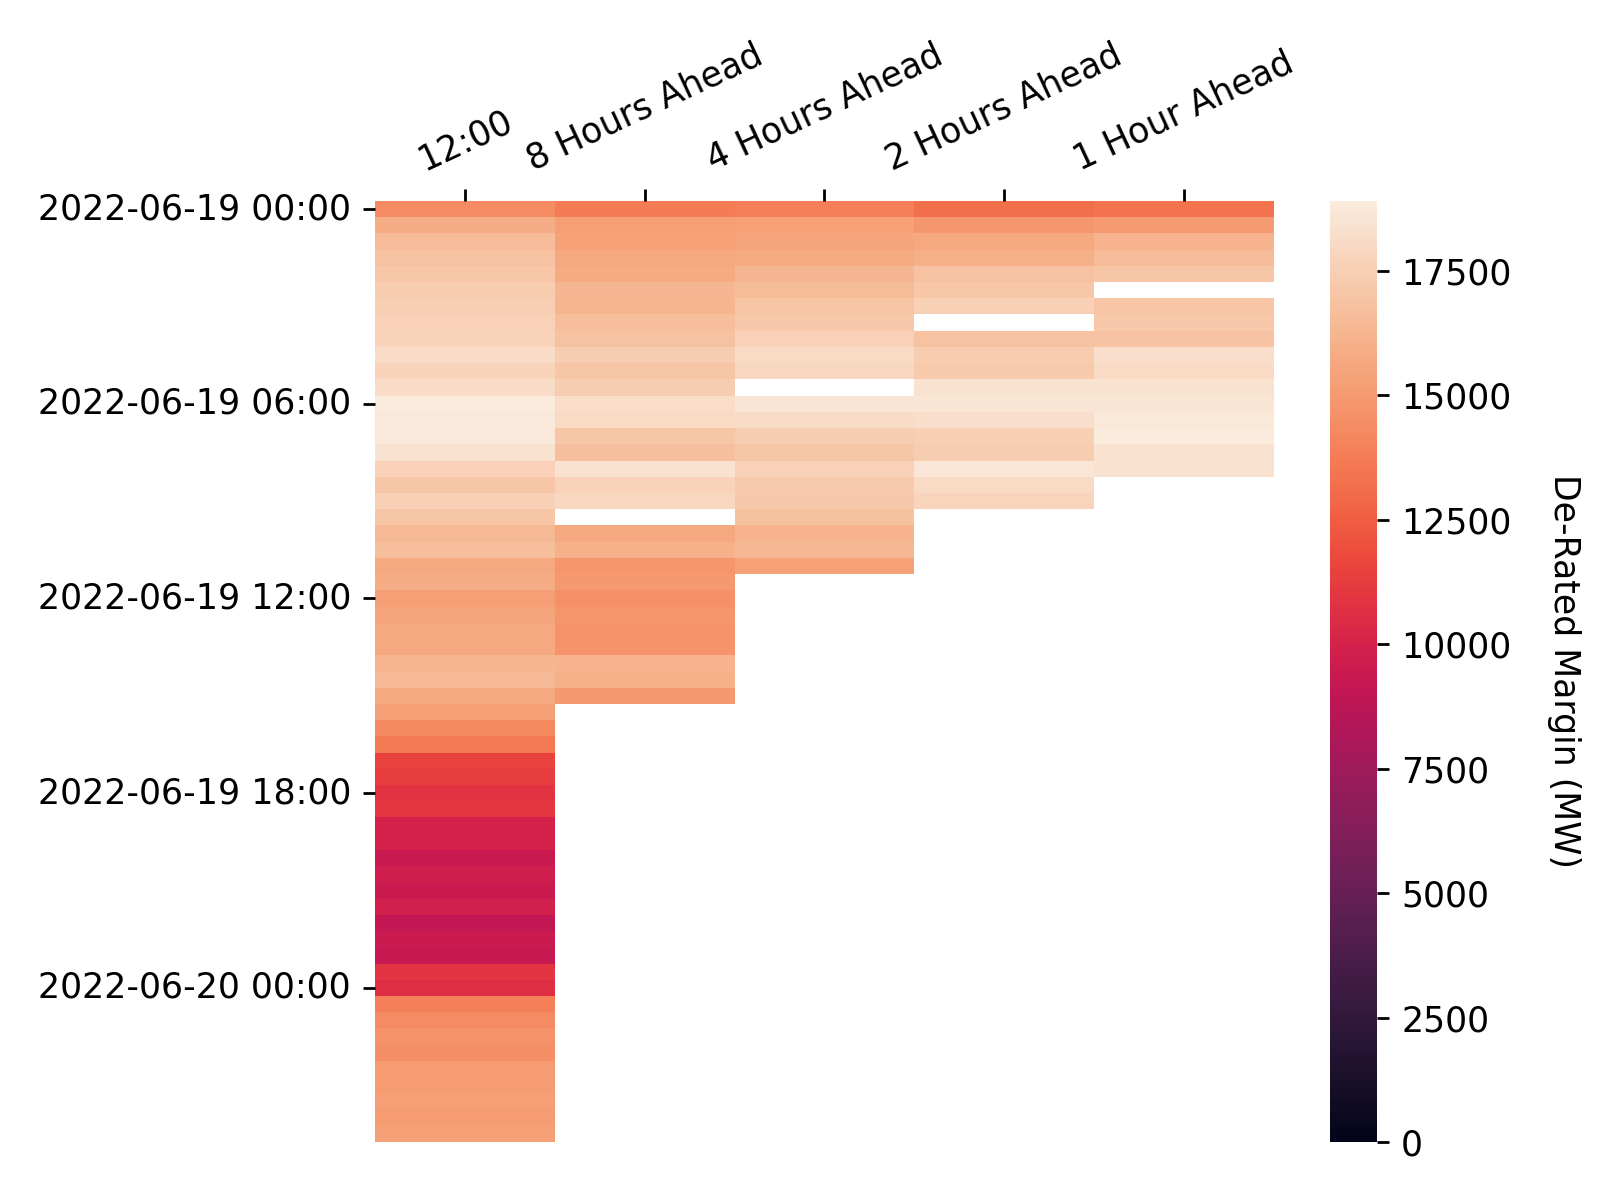 12:00
8 Hours Ahead
4 Hours Ahead
2 Hours Ahead
1 Hour Ahead
2022-06-19 00:00
2022-06-19 06:00
2022-06-19 12:00
2022-06-19 18:00
2022-06-20 00:00
17500
15000
12500
10000
7500
5000
2500
0
De-Rated Margin (MW)